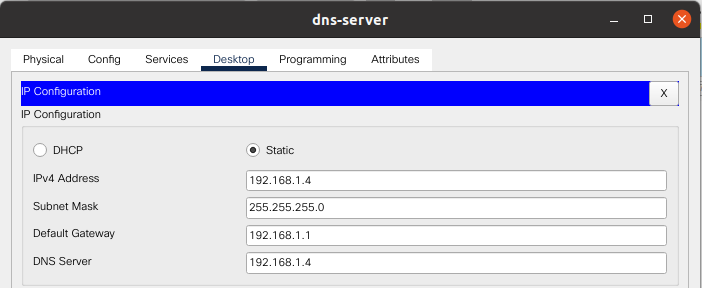 dns-server
Physical Config Services Desktop Programming Attributes
IP Configuration X
IP Configuration
DHCP Static
IPv4 Address 192.168.1.4
Subnet Mask 255.255.255.0
Default Gateway 192.168.1.1
DNS Server 192.168.1.4